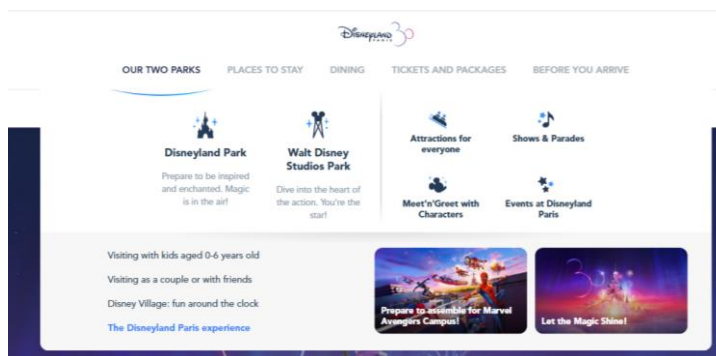 Disneyland 30
PARIS
OUR TWO PARKS PLACES TO STAY DINING TICKETS AND PACKAGES BEFORE YOU ARRIVE
Disneyland Park
Prepare to be inspired
and enchanted. Magic
is in the air!
Walt Disney
Studios Park
Dive into the heart of
the action. You're the
star!
Attractions for
everyone
Shows & Parades
Meet'n'Greet with
Characters
Events at Disneyland
Paris
Visiting with kids aged 0-6 years old
Visiting as a couple or with friends
Disney Village: fun around the clock
The Disneyland Paris experience
Prepare to assemble for Marvel
Avengers Campus!
30
Let the Magic Shine!